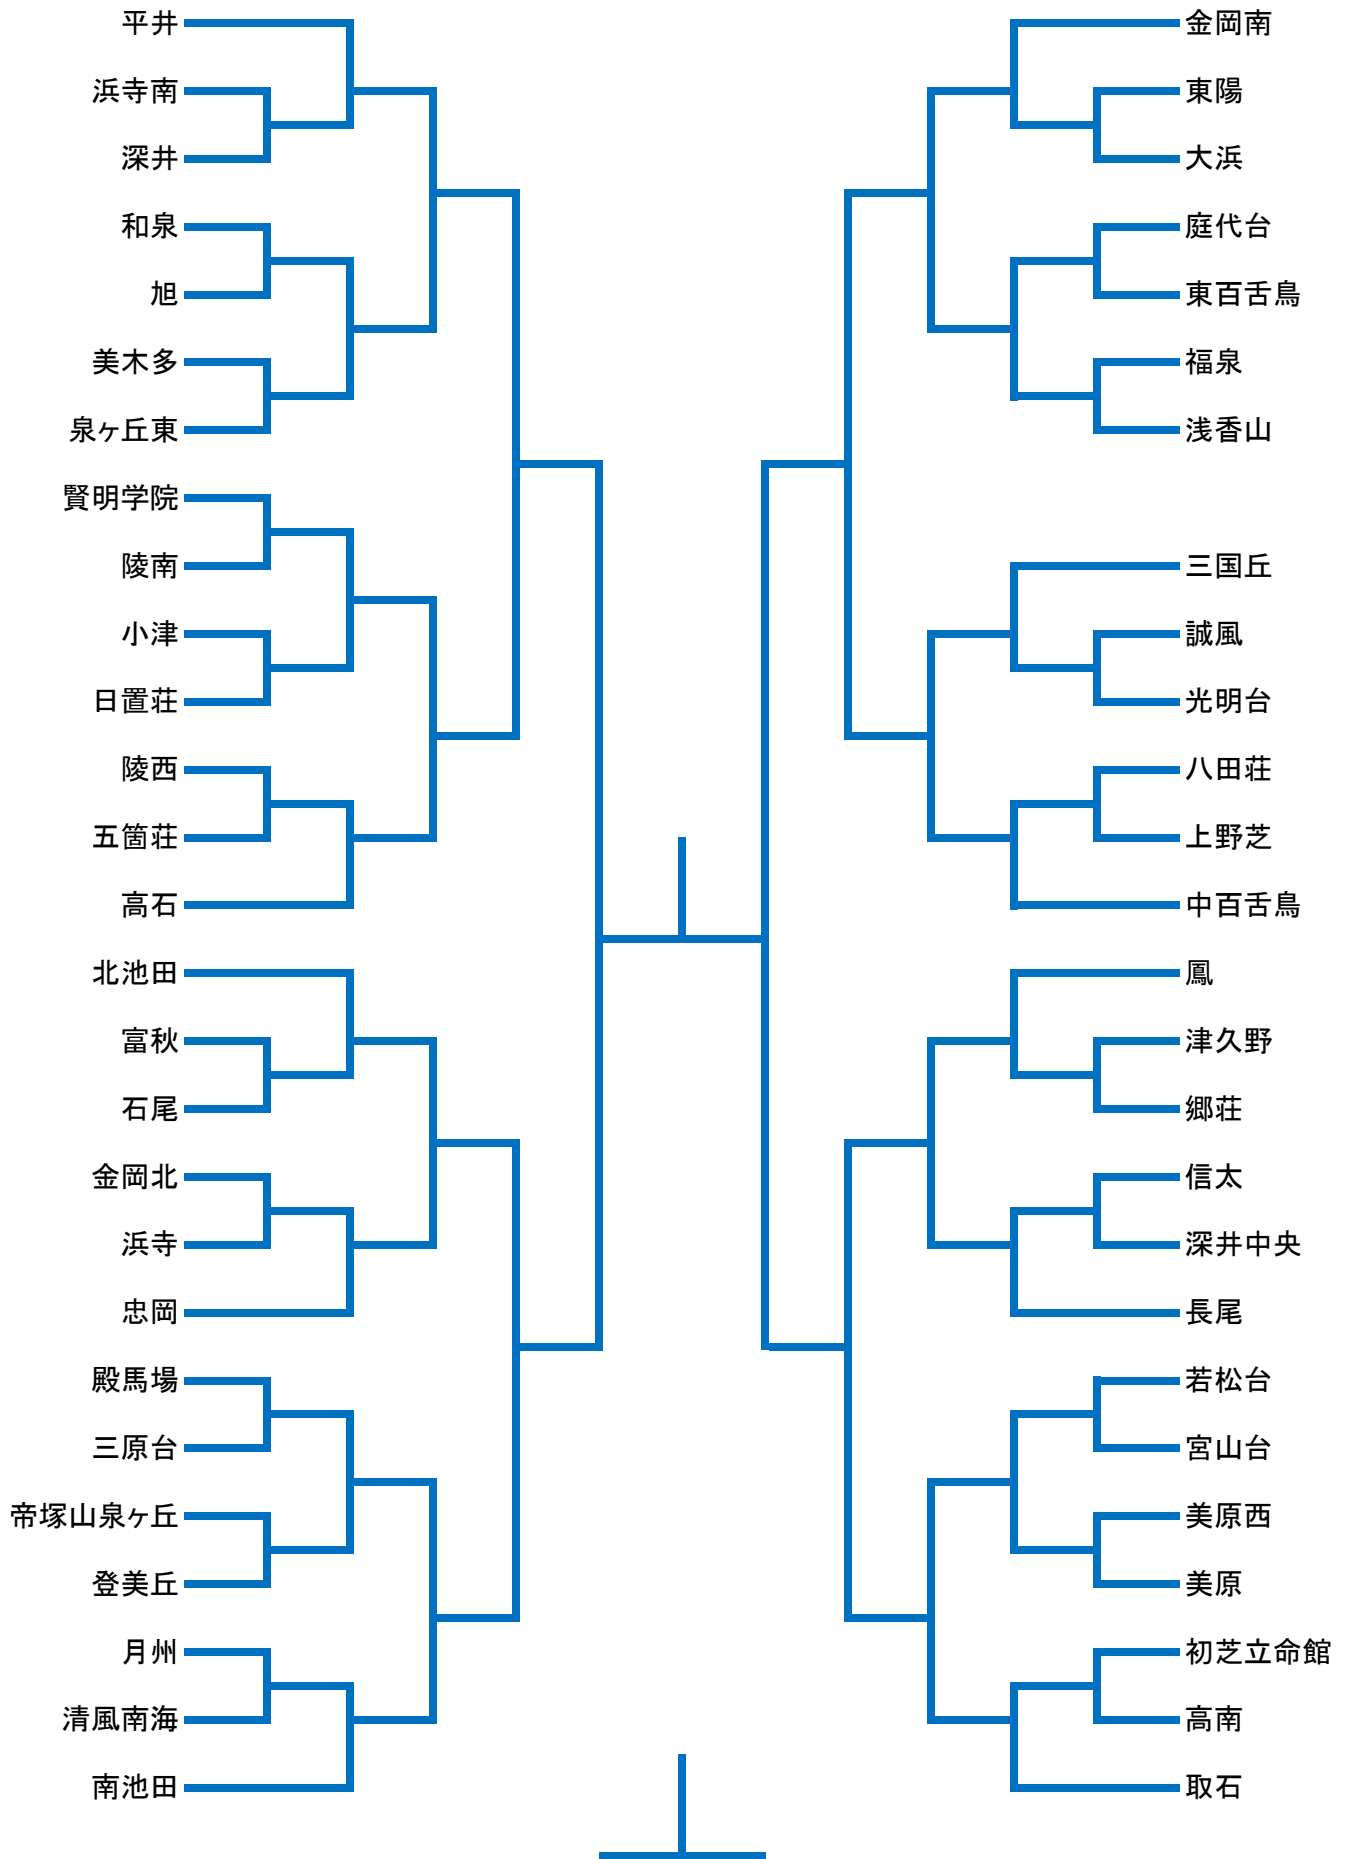 平井
浜寺南
深井
和泉
旭
美木多
泉ヶ丘東
賢明学院
陵南
小津
日置荘
陵西
五箇荘
高石
北池田
富秋
石尾
金岡北
浜寺
忠岡
殿馬場
三原台
帝塚山泉ヶ丘
登美丘
月州
清風南海
南池田
金岡南
東陽
大浜
庭代台
東百舌鳥
福泉
浅香山
三国丘
誠風
光明台
八田荘
上野芝
中百舌鳥
鳳
津久野
郷荘
信太
深井中央
長尾
若松台
宮山台
美原西
美原
初芝立命館
高南
取石